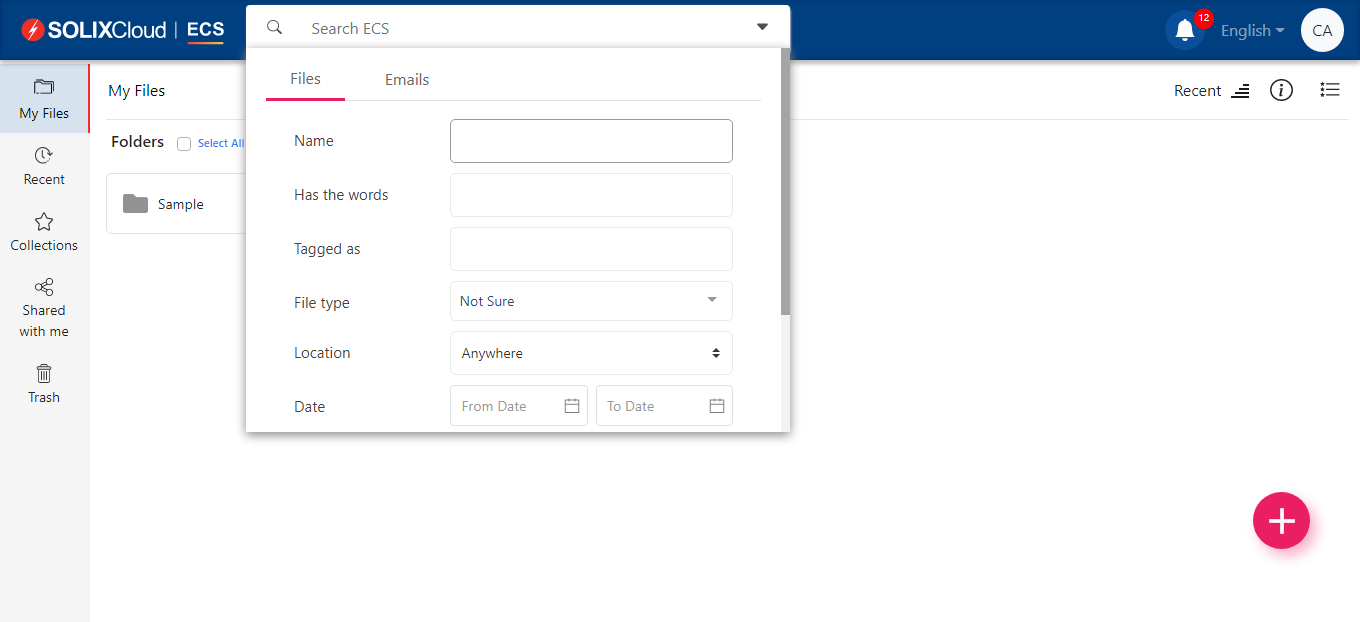 SOLIXCloud | ECS
Search ECS
12
English
CA
My Files
Recent
Collections
Shared
with me
Trash
My Files
Recent
Folders
Select All
Sample
Files
Emails
Name
Has the words
Tagged as
File type
Not Sure
Location
Anywhere
Date
From Date
To Date